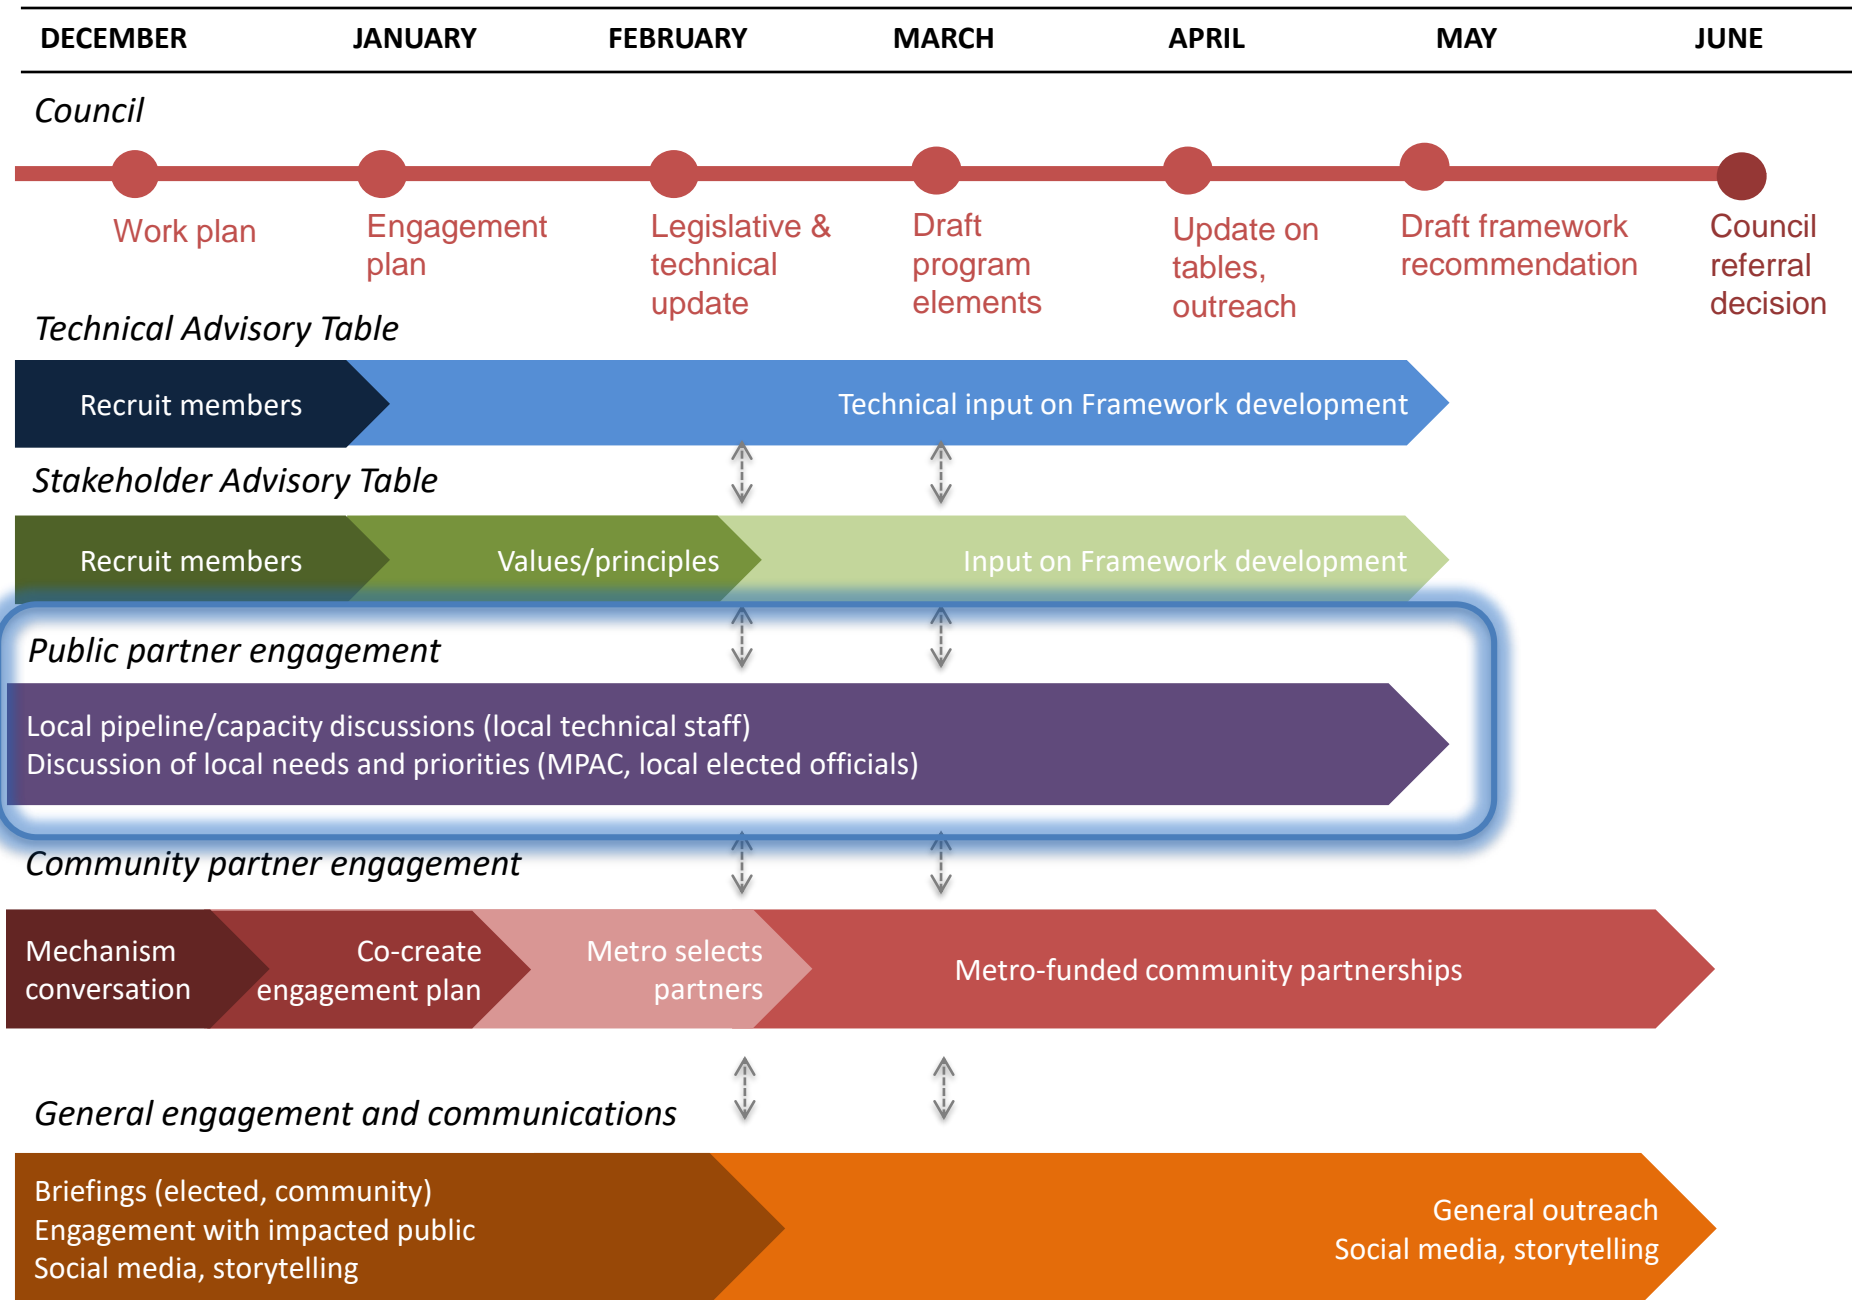 DECEMBER JANUARY FEBRUARY MARCH APRIL MAY JUNE
Council
Work plan
Engagement
plan
Legislative &
technical
update
Draft
program
elements
Update on
tables,
outreach
Draft framework
recommendation
Council
referral
decision
Technical Advisory Table
Recruit members
Technical input on Framework development
Stakeholder Advisory Table
Recruit members
Values/principles
Input on Framework development
Public partner engagement
Local pipeline/capacity discussions (local technical staff)
Discussion of local needs and priorities (MPAC, local elected officials)
Community partner engagement
Mechanism
conversation
Co-create
engagement plan
Metro selects
partners
Metro-funded community partnerships
General engagement and communications
Briefings (elected, community)
Engagement with impacted public
Social media, storytelling
General outreach
Social media, storytelling